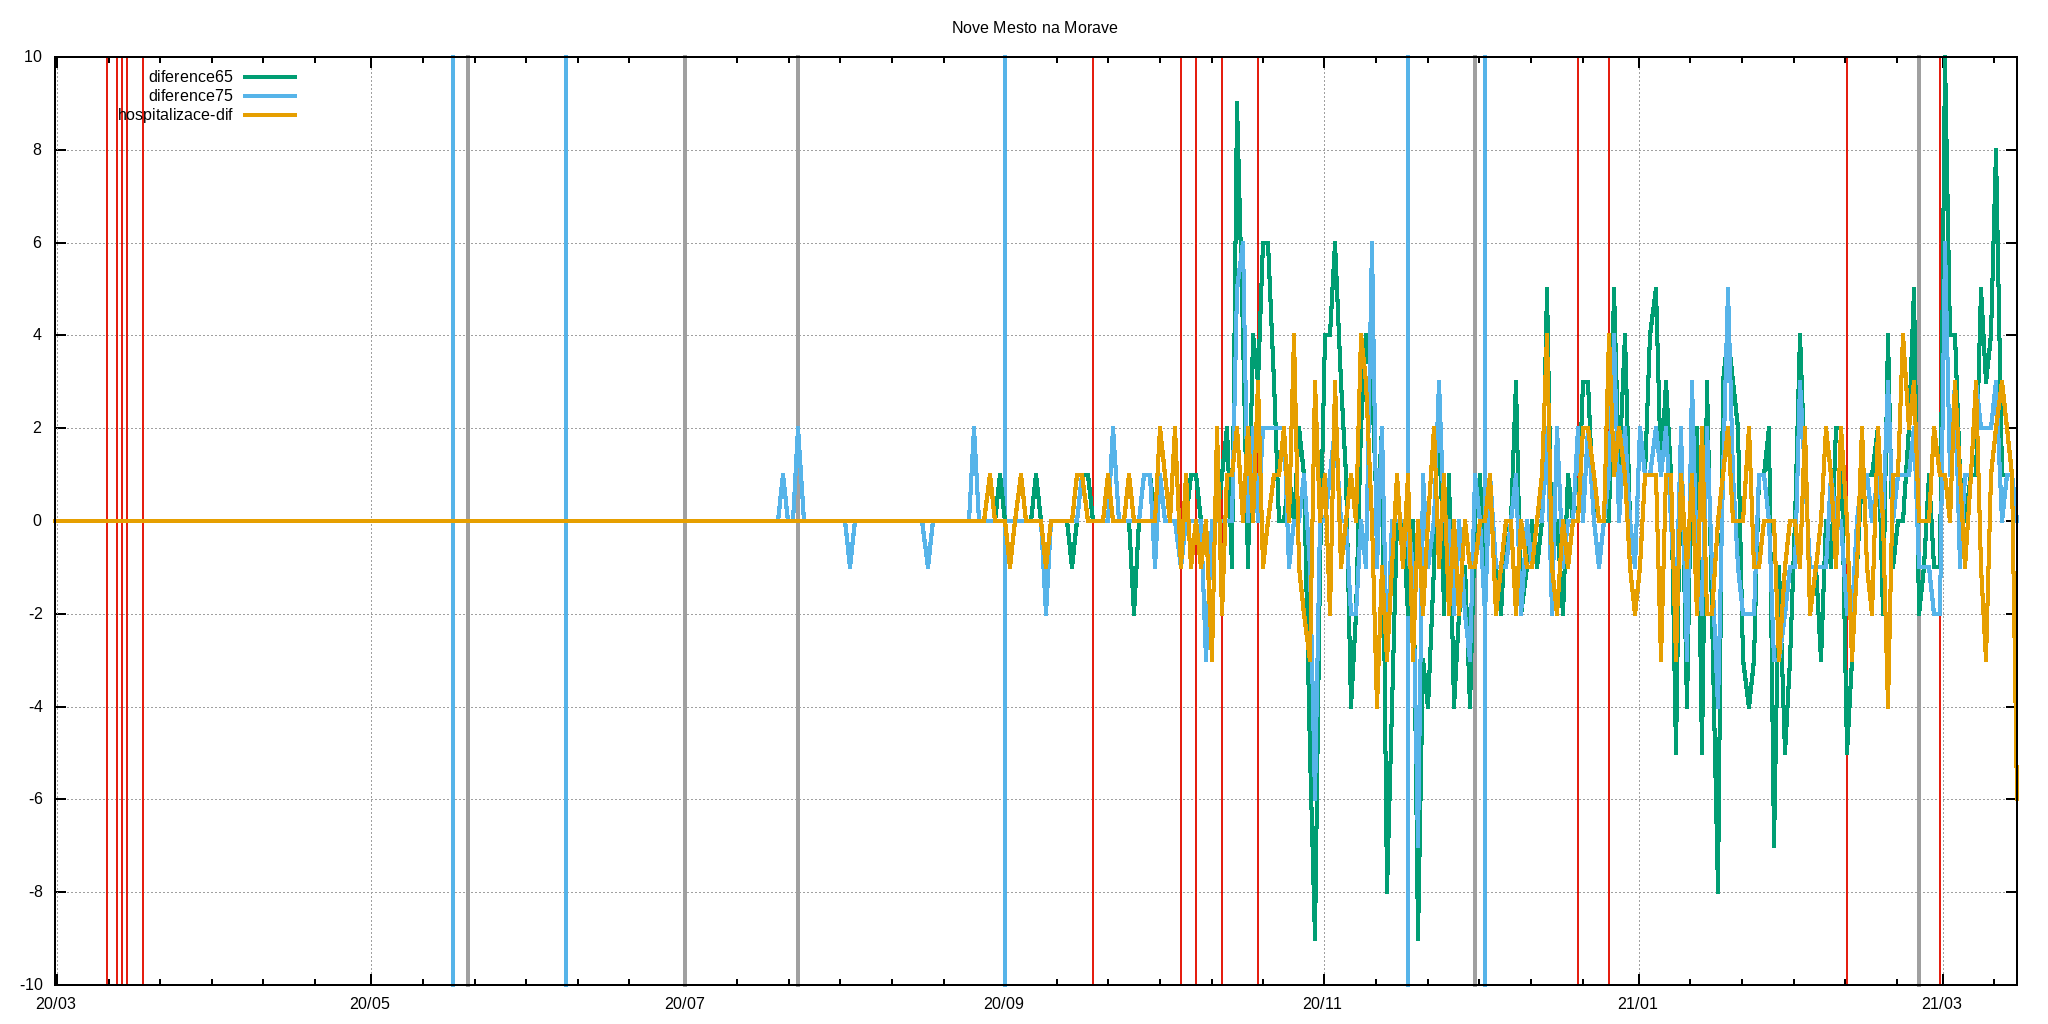 Nove Mesto na Morave
10
8
6
4
2
0
-2
-4
-6
-8
-10
diference65
diference75
hospitalizace-dif
20/03 20/05 20/07 20/09 20/11 21/01 21/03